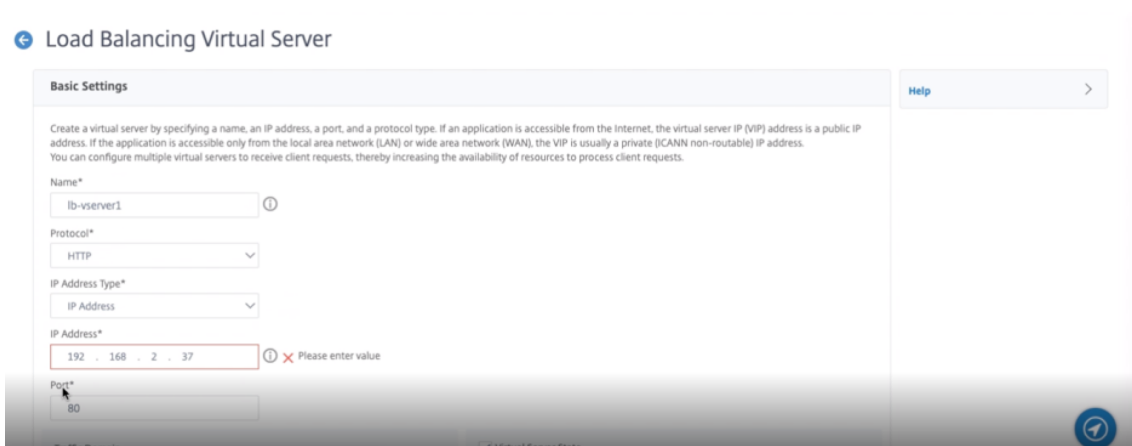 Load Balancing Virtual Server
Basic Settings
Help
Create a virtual server by specifying a name, an IP address, a port, and a protocol type. If an application is accessible from the Internet, the virtual server IP (VIP) address is a public IP
address. If the application is accessible only from the local area network (LAN) or wide area network (WAN), the VIP is usually a private (ICANN non-routable) IP address.
You can configure multiple virtual servers to receive client requests, thereby increasing the availability of resources to process client requests.
Name*
lb-vserver1
Protocol*
HTTP
IP Address Type*
IP Address
IP Address*
192 . 168 . 2 . 37
Please enter value
Port*
80